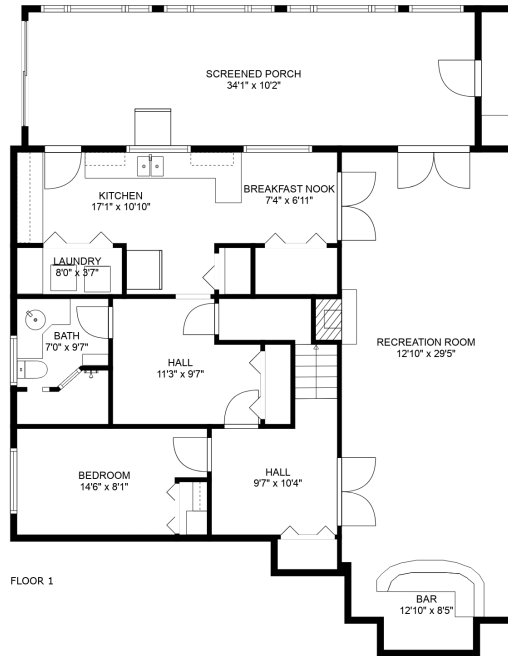 SCREENED PORCH
34'1" x 10'2"
KITCHEN
17'1" x 10'10"
BREAKFAST NOOK
7'4" x 6'11"
LAUNDRY
8'0" x 3'7"
BATH
7'0" x 9'7"
HALL
11'3" x 9'7"
RECREATION ROOM
12'10" x 29'5"
BEDROOM
14'6" x 8'1"
HALL
9'7" x 10'4"
FLOOR 1
BAR
12'10" x 8'5"